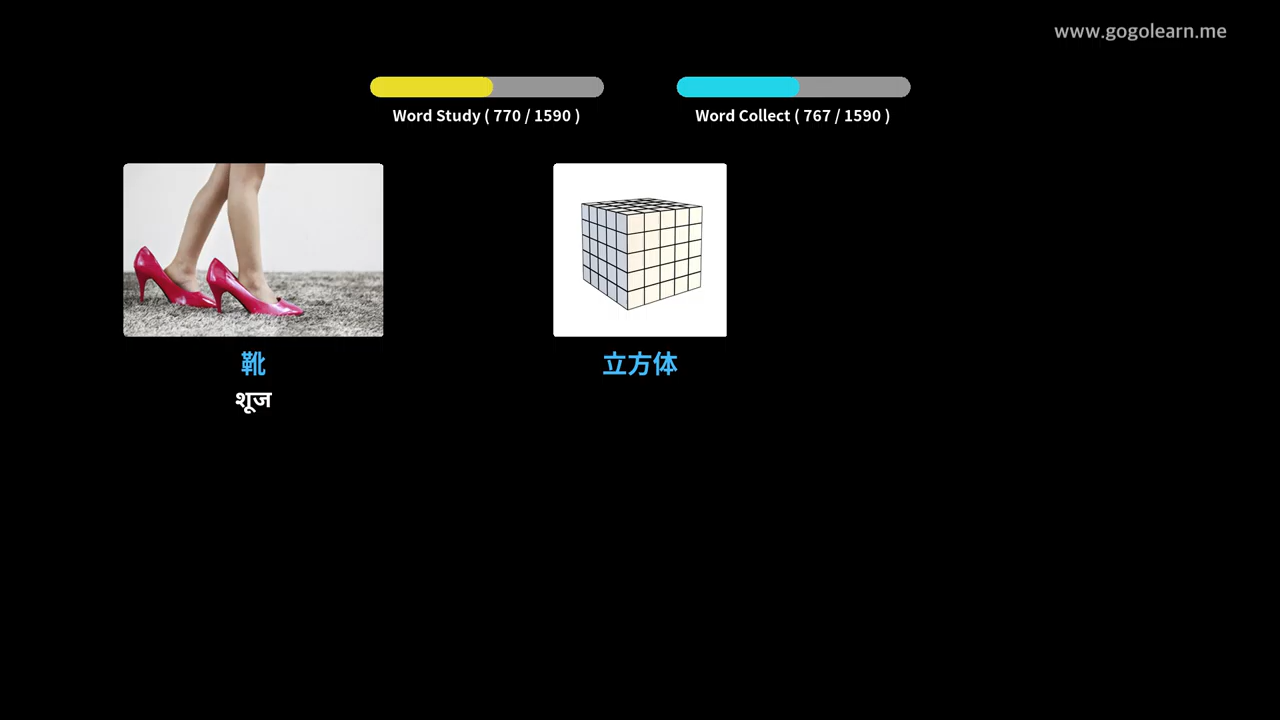 www.gogolearn.me
Word Study ( 770 / 1590 )
Word Collect ( 767 / 1590 )
靴
शूज
立方体